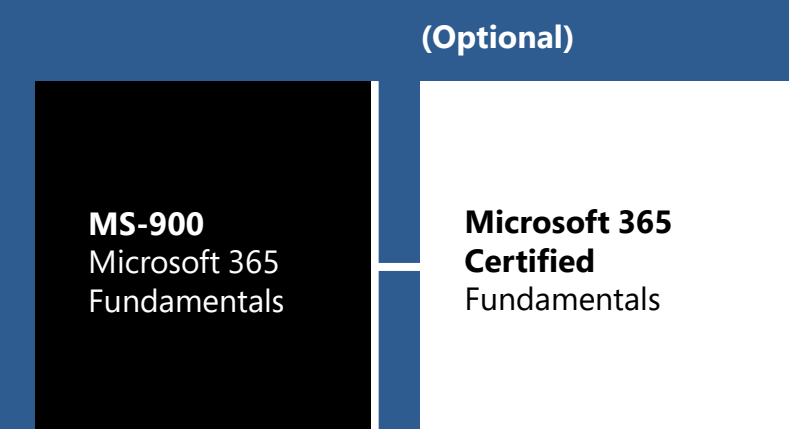 (Optional)
MS-900
Microsoft 365
Fundamentals
Microsoft 365
Certified
Fundamentals